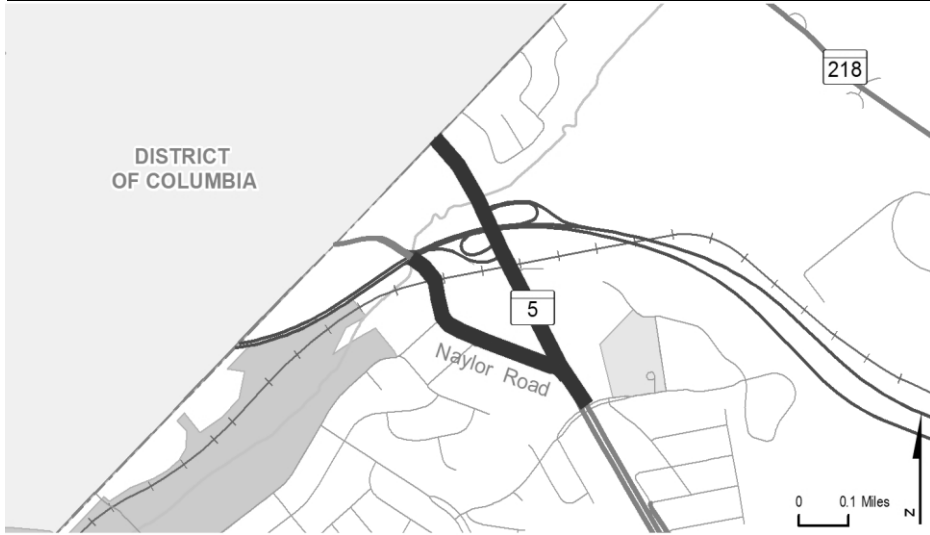 218
DISTRICT
OF COLUMBIA
5
Naylor Road
0 0.1 Miles
N